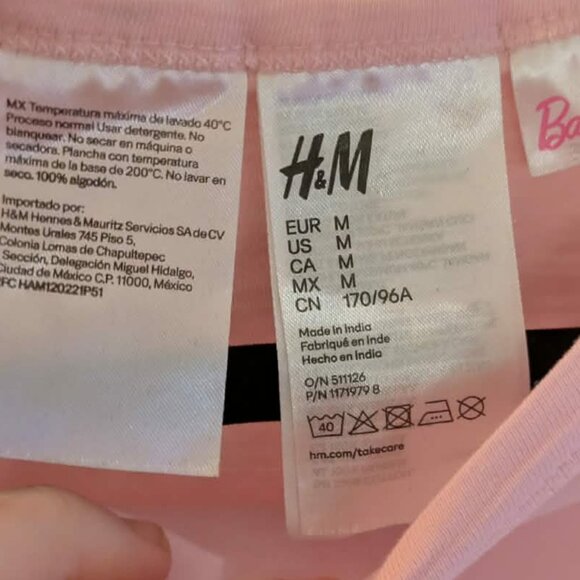 MX Temperatura máxima de lavado 40°C
Proceso normal Usar detergente. No
blanquear. No secar en máquina o
secadora. Plancha con temperatura
máxima de la base de 200°C. No lavar en
seco. 100% algodón.
Importado por:
H&M Hennes & Mauritz Servicios SA de CV
Montes Urales 745 Piso 5,
Colonia Lomas de Chapultepec
Sección, Delegación Miguel Hidalgo,
Ciudad de México C.P. 11000, México
RFC HAM120221P51
H&M
EUR M
US M
CA M
MX M
CN 170/96A
Made in India
Fabriqué en Inde
Hecho en India
O/N 511126
P/N 1171979 8
40
hm.com/takecare
Ba